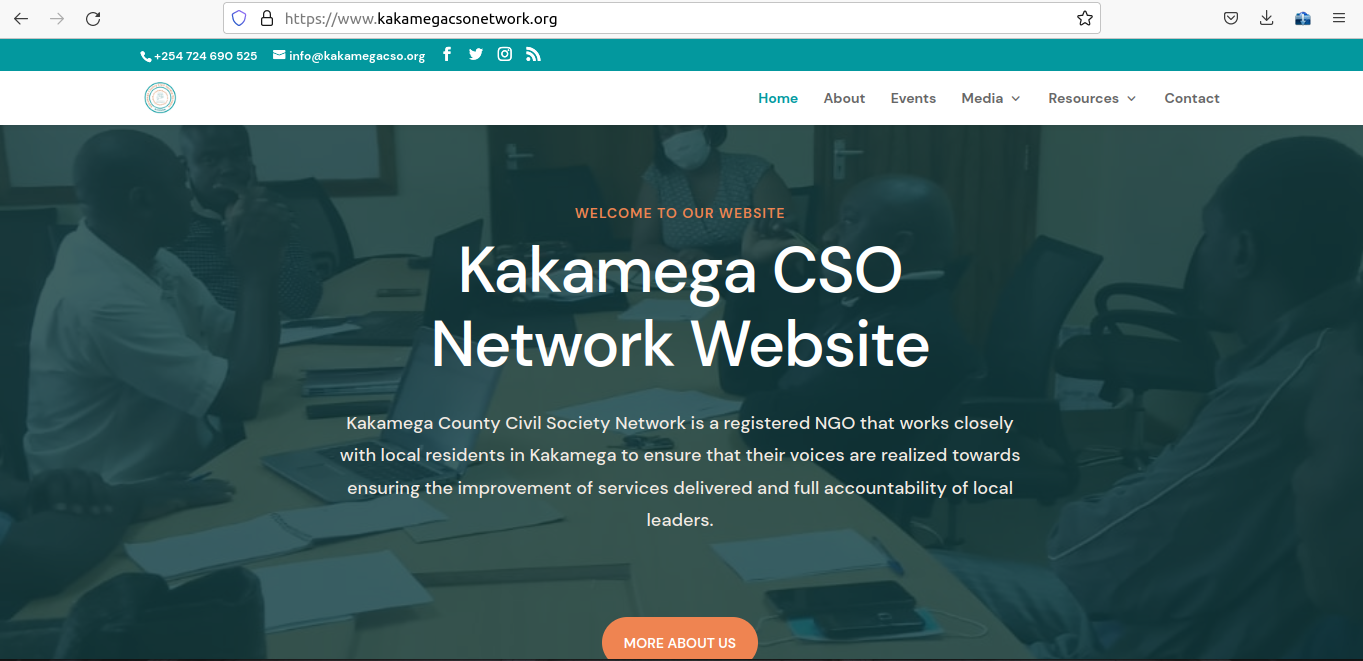 https://www.kakamegacsonetwork.org
+254 724 690 525 info@kakamegacso.org
Home About Events Media Resources Contact
WELCOME TO OUR WEBSITE
Kakamega CSO
Network Website
Kakamega County Civil Society Network is a registered NGO that works closely
with local residents in Kakamega to ensure that their voices are realized towards
ensuring the improvement of services delivered and full accountability of local
leaders.
MORE ABOUT US